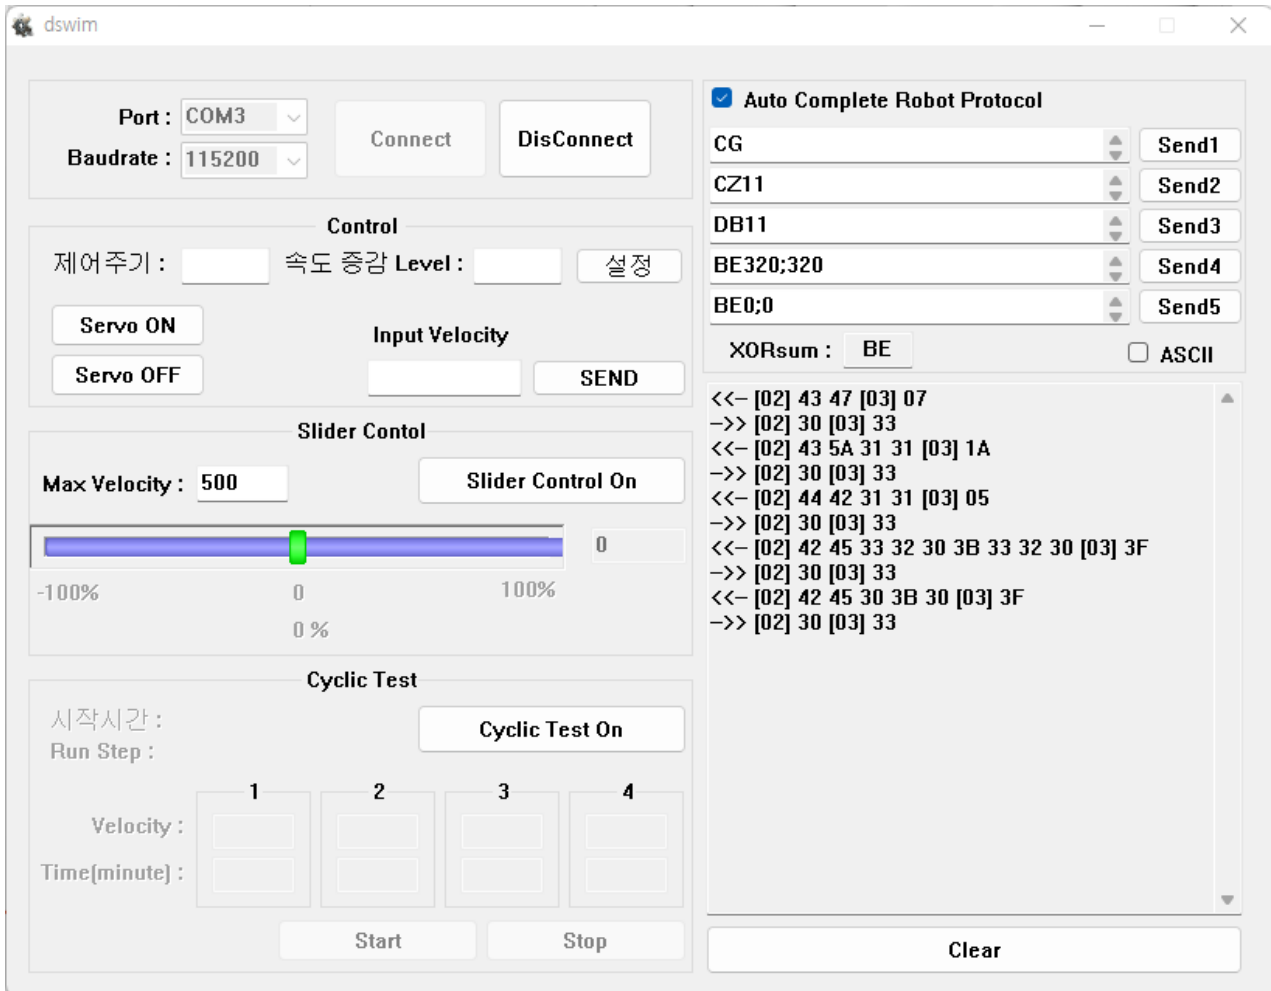 dswim
Port : COM3
Baudrate : 115200
Connect
DisConnect
Control
제어주기 :
속도 증감 Level :
설정
Servo ON
Servo OFF
Input Velocity
SEND
Slider Contol
Max Velocity : 500
Slider Control On
0
-100%
0
100%
0 %
Cyclic Test
시작시간 :
Run Step :
Cyclic Test On
1 2 3 4
Velocity :
Time(minute) :
Start
Stop
Auto Complete Robot Protocol
CG Send1
CZ11 Send2
DB11 Send3
BE320;320 Send4
BE0;0 Send5
XORsum : BE
ASCII
<<- [02] 43 47 [03] 07
->> [02] 30 [03] 33
<<- [02] 43 5A 31 31 [03] 1A
->> [02] 30 [03] 33
<<- [02] 44 42 31 31 [03] 05
->> [02] 30 [03] 33
<<- [02] 42 45 33 32 30 3B 33 32 30 [03] 3F
->> [02] 30 [03] 33
<<- [02] 42 45 30 3B 30 [03] 3F
->> [02] 30 [03] 33
Clear